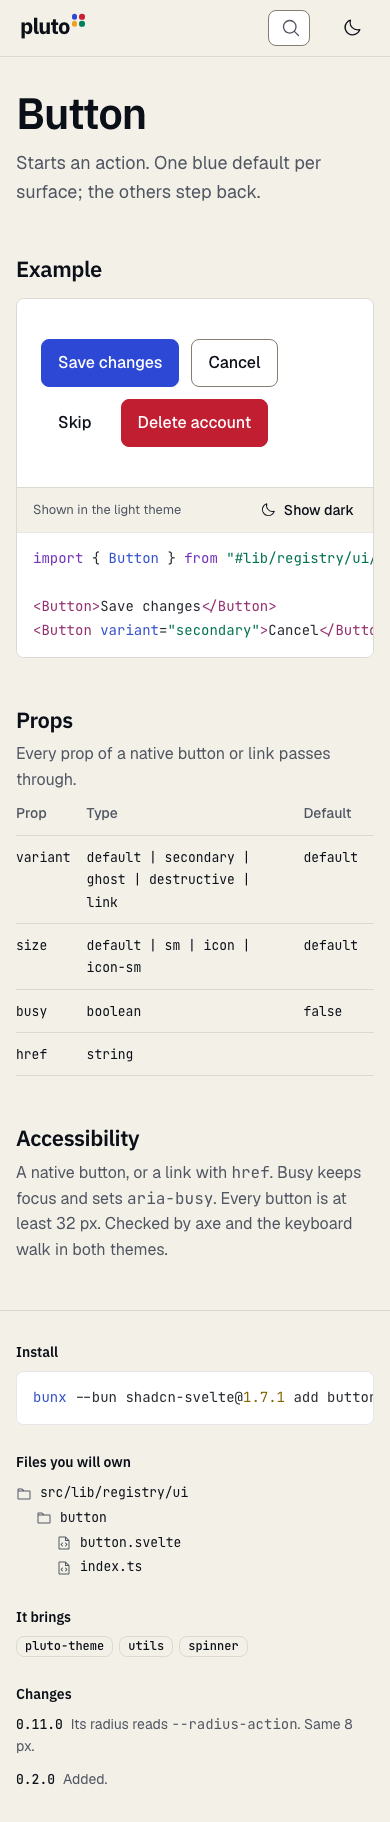 pluto
Button
Starts an action. One blue default per
surface; the others step back.
Example
Save changes
Cancel
Skip
Delete account
Shown in the light theme
Show dark
import { Button } from "#lib/registry/ui/
<Button>Save changes</Button>
<Button variant="secondary">Cancel</Butto
Props
Every prop of a native button or link passes
through.
Prop Type Default
variant default | secondary | default
ghost | destructive |
link
size default | sm | icon | default
icon-sm
busy boolean false
href string
Accessibility
A native button, or a link with href. Busy keeps
focus and sets aria-busy. Every button is at
least 32 px. Checked by axe and the keyboard
walk in both themes.
Install
bunx --bun shadcn-svelte@1.7.1 add button
Files you will own
src/lib/registry/ui
button
button.svelte
index.ts
It brings
pluto-theme utils spinner
Changes
0.11.0 Its radius reads --radius-action. Same 8
px.
0.2.0 Added.